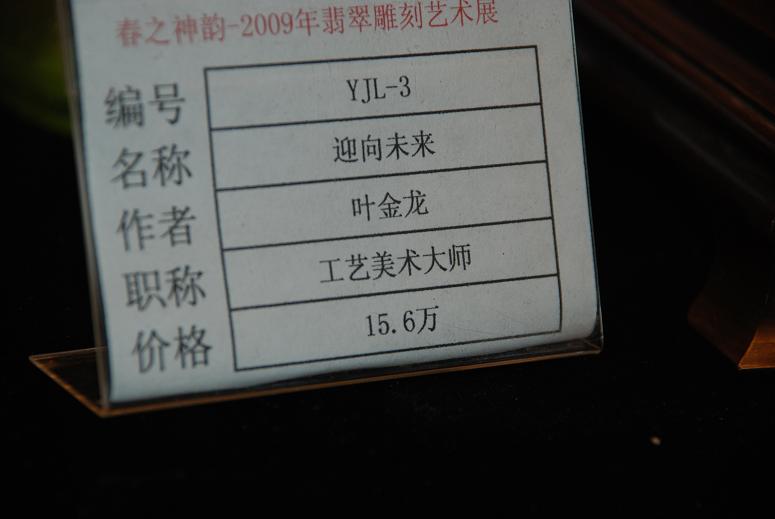 春之神韵-2009年翡翠雕刻艺术展
编号 YJL-3
名称 迎向未来
作者 叶金龙
职称 工艺美术大师
价格 15.6万